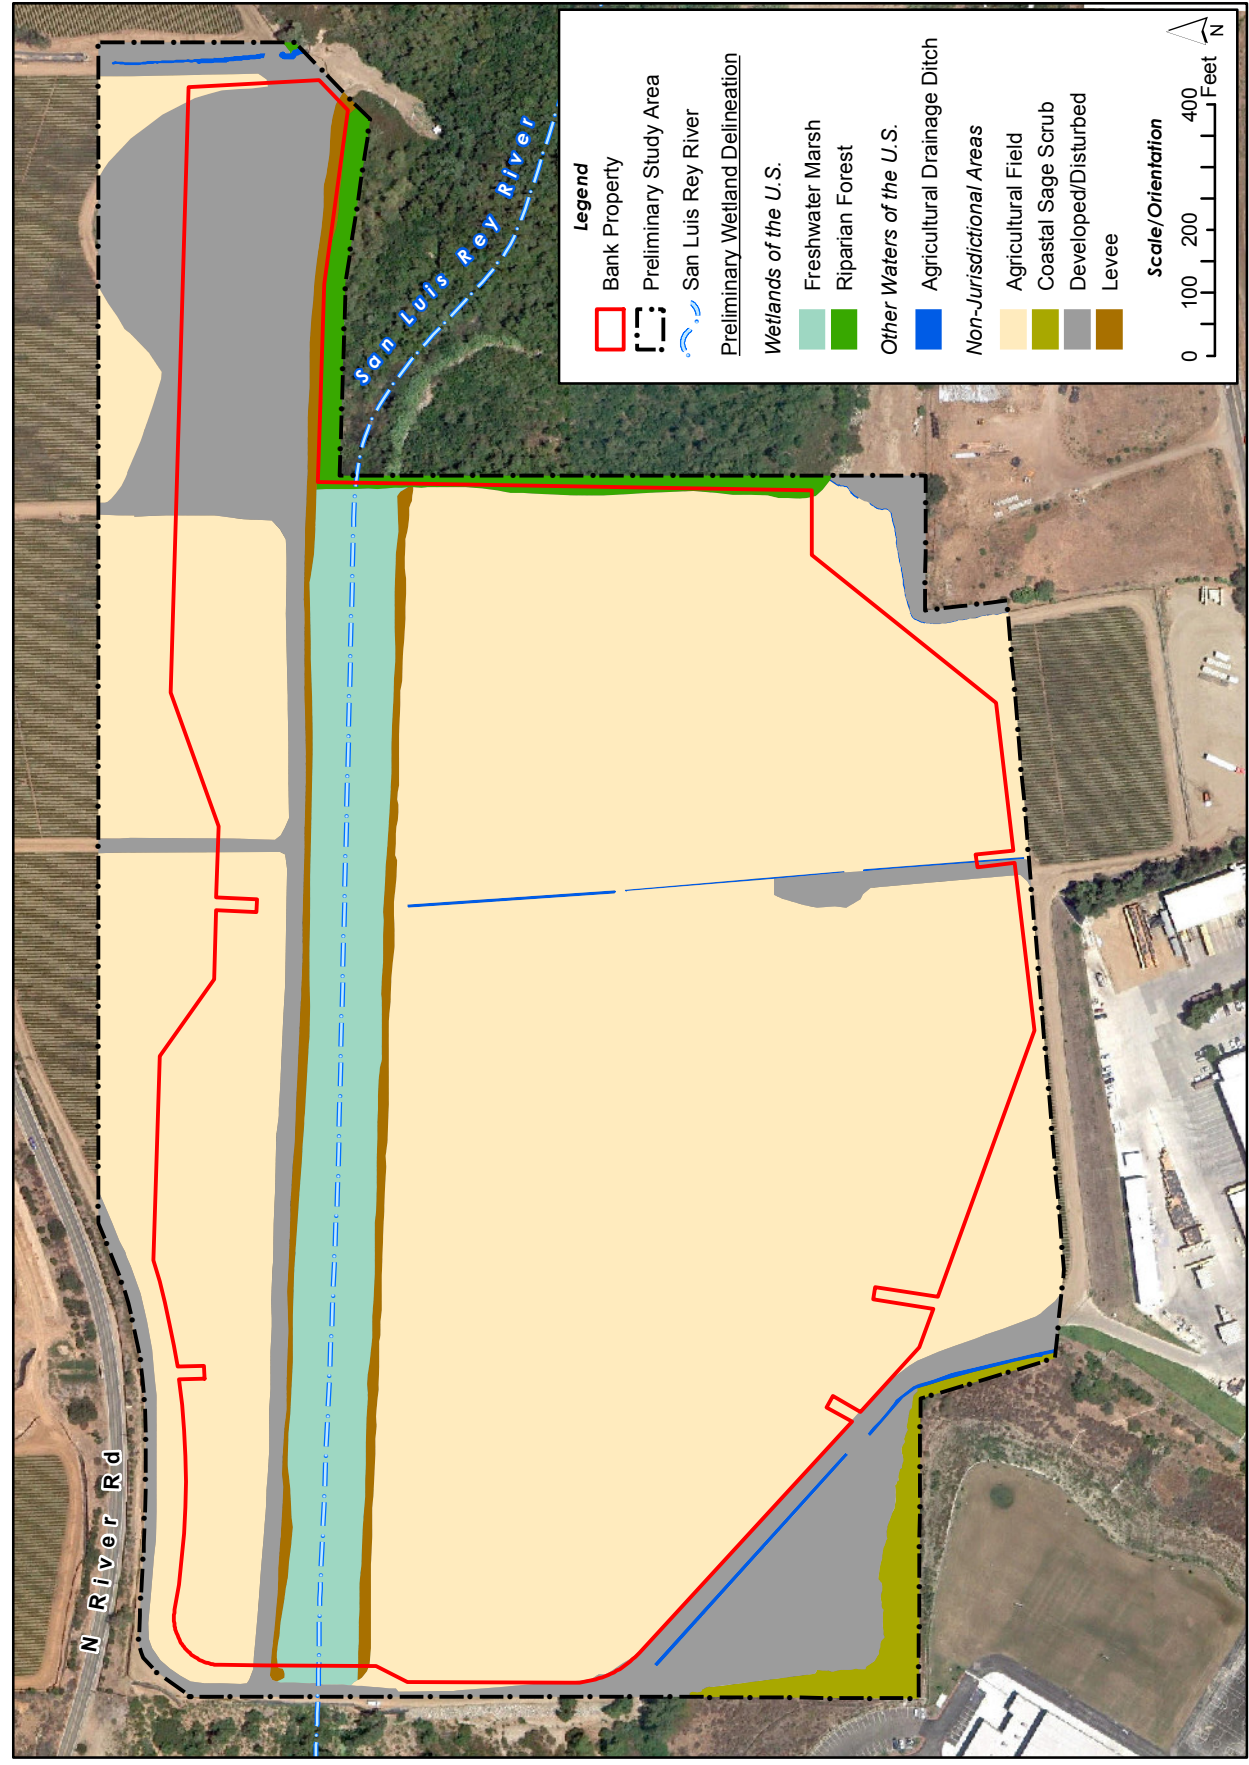 N River Rd
San Luis Rey River
Legend
Bank Property
Preliminary Study Area
San Luis Rey River
Preliminary Wetland Delineation
Wetlands of the U.S.
Freshwater Marsh
Riparian Forest
Other Waters of the U.S.
Agricultural Drainage Ditch
Non-Jurisdictional Areas
Agricultural Field
Coastal Sage Scrub
Developed/Disturbed
Levee
Scale/Orientation
0 100 200 400
Feet
N